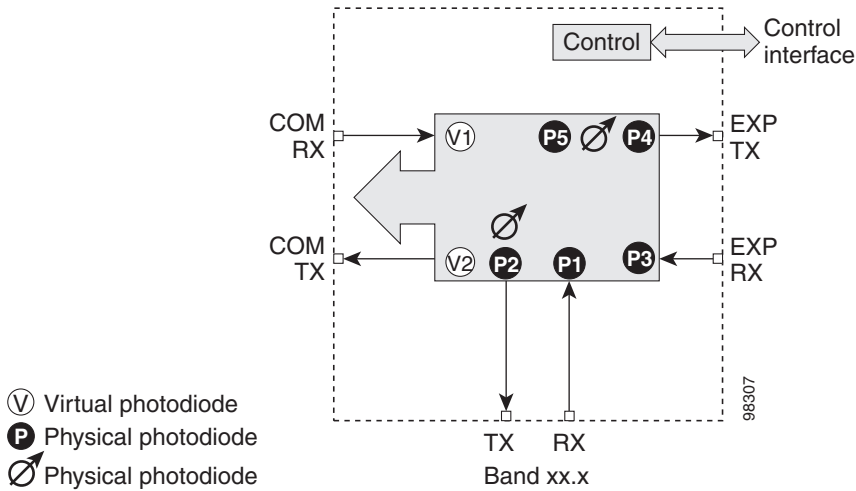 Control
Control
interface
COM
RX
V1
P5
P4
EXP
TX
COM
TX
V2
P2
P1
P3
EXP
RX
98307
V Virtual photodiode
P Physical photodiode
Physical photodiode
TX
RX
Band xx.x